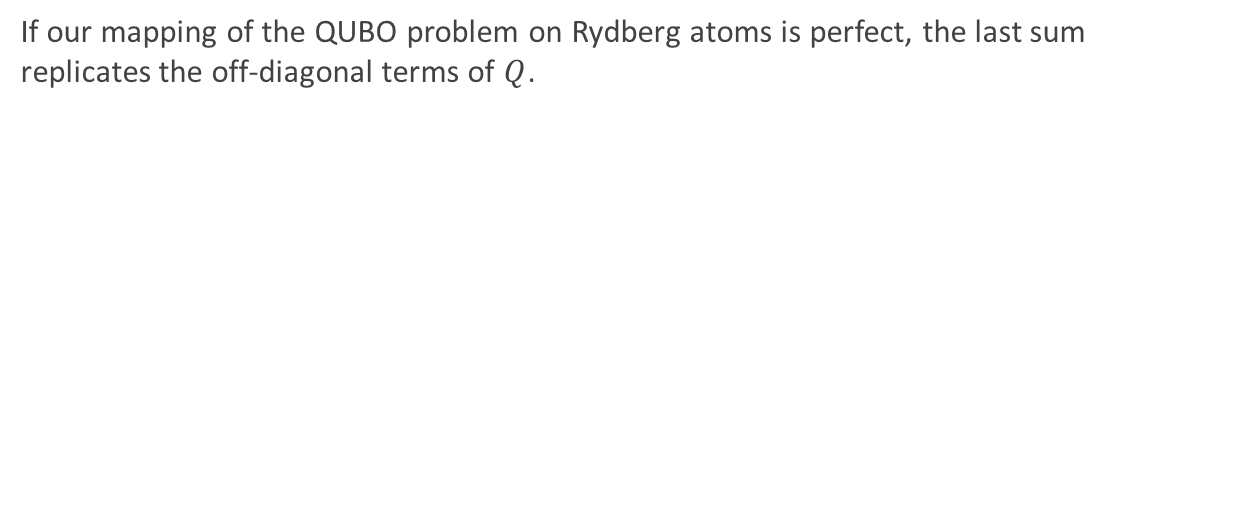 If our mapping of the QUBO problem on Rydberg atoms is perfect, the last sum
replicates the off-diagonal terms of Q.